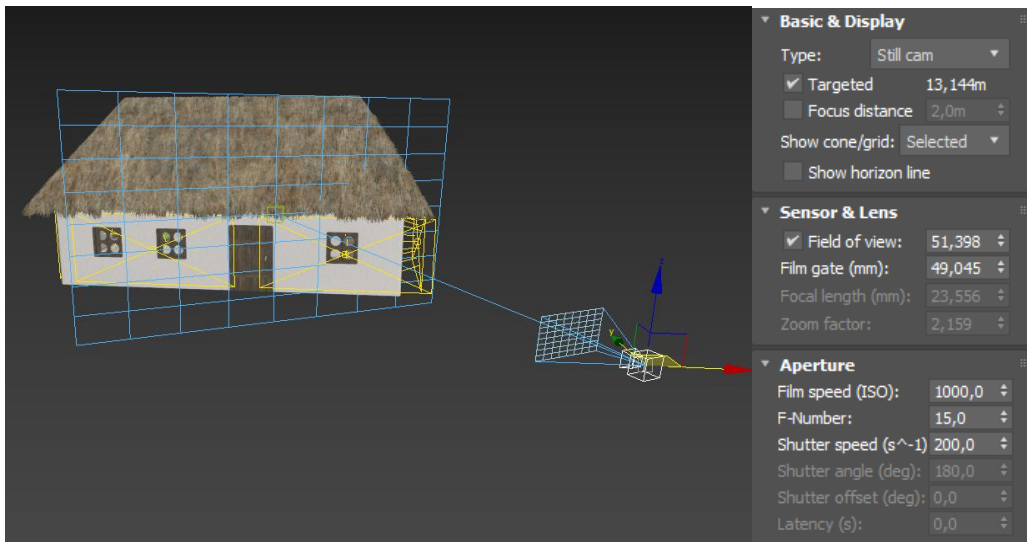 Basic & Display
Type: Still cam
Targeted 13,144m
Focus distance 2,0m
Show cone/grid: Selected
Show horizon line
Sensor & Lens
Field of view: 51,398
Film gate (mm): 49,045
Focal length (mm): 23,556
Zoom factor: 2,159
Aperture
Film speed (ISO): 1000,0
F-Number: 15,0
Shutter speed (s^-1) 200,0
Shutter angle (deg): 180,0
Shutter offset (deg): 0,0
Latency (s): 0,0
z
y